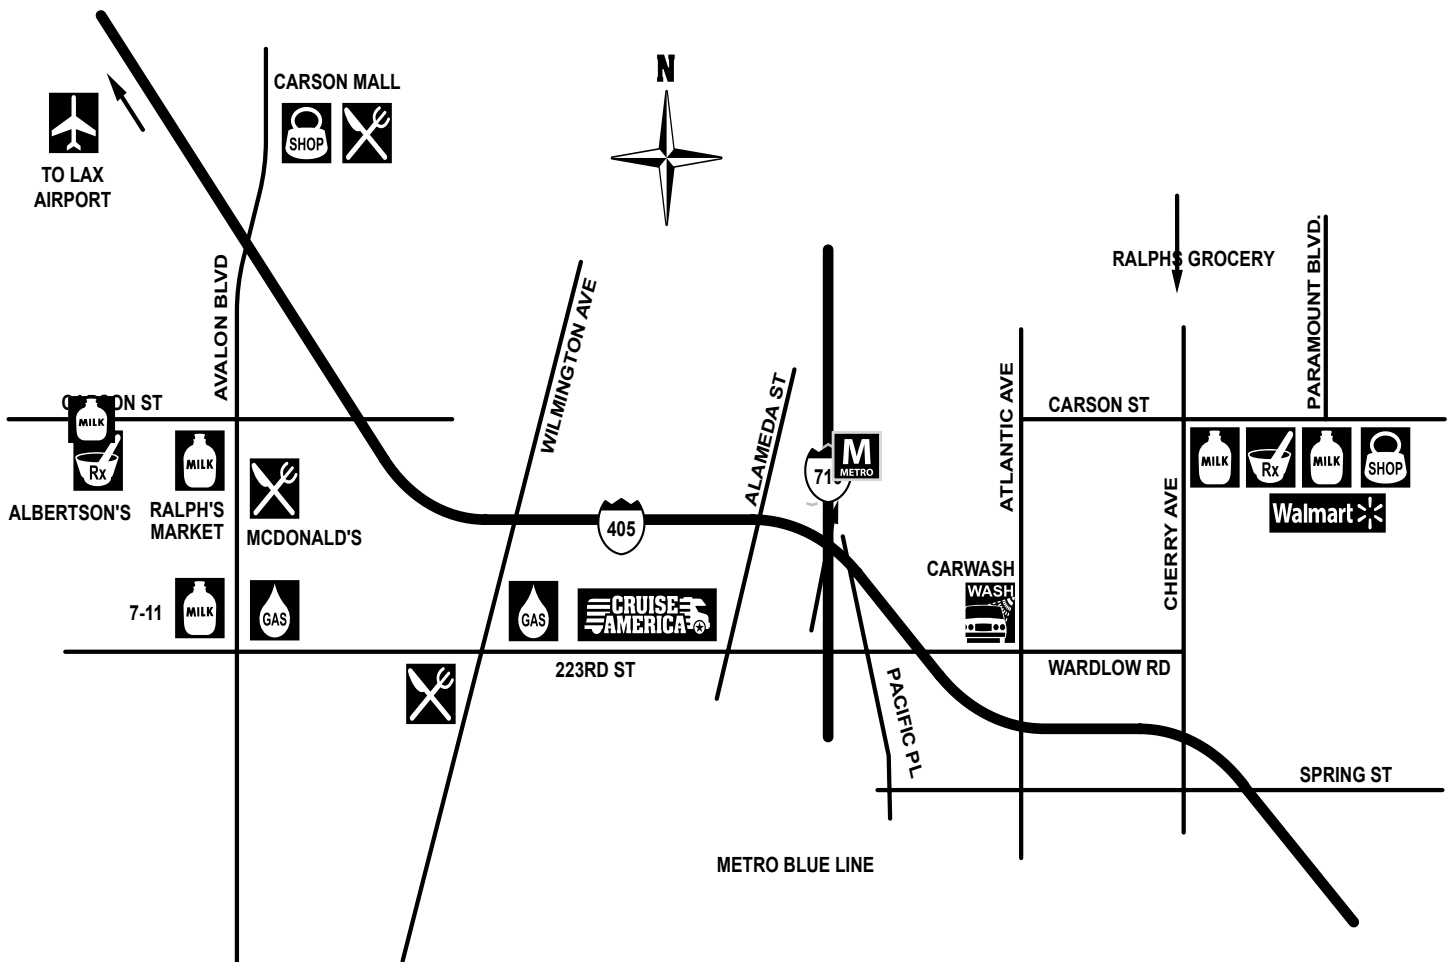 N
CARSON MALL
SHOP
TO LAX
AIRPORT
AVALON BLVD
WILMINGTON AVE
RALPHS GROCERY
PARAMOUNT BLVD.
CARSON ST
MILK
Rx
ALBERTSON'S
MILK
RALPH'S
MARKET
MCDONALD'S
ALAMEDA ST
M
METRO
710
405
ATLANTIC AVE
CARSON ST
CHERRY AVE
MILK
Rx
MILK
SHOP
Walmart
7-11
MILK
GAS
GAS
CRUISE
AMERICA
CARWASH
WASH
223RD ST
WARDLOW RD
PACIFIC PL
SPRING ST
METRO BLUE LINE